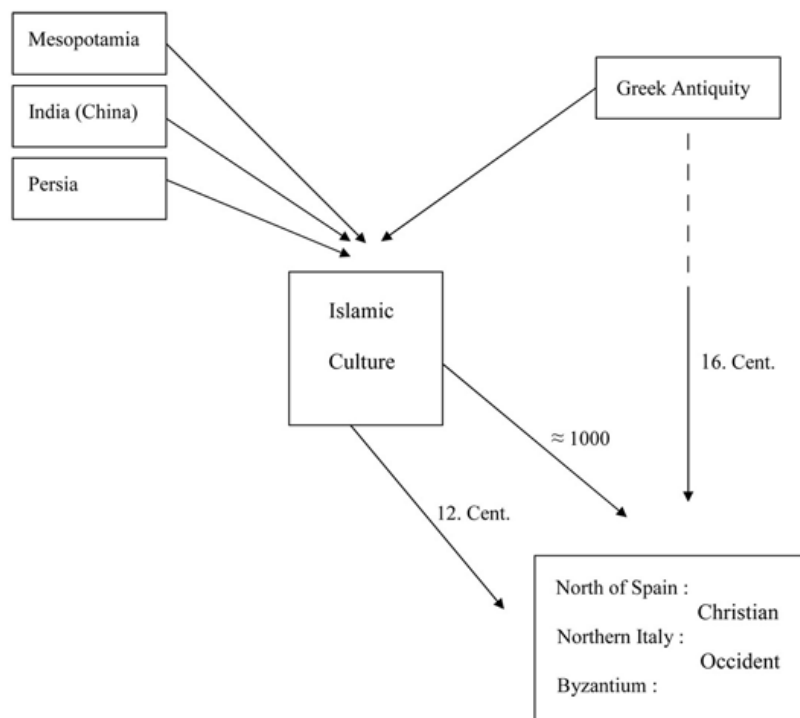 Mesopotamia
India (China)
Persia
Greek Antiquity
Islamic
Culture
16. Cent.
≈ 1000
12. Cent.
North of Spain :
Christian
Northern Italy :
Occident
Byzantium :